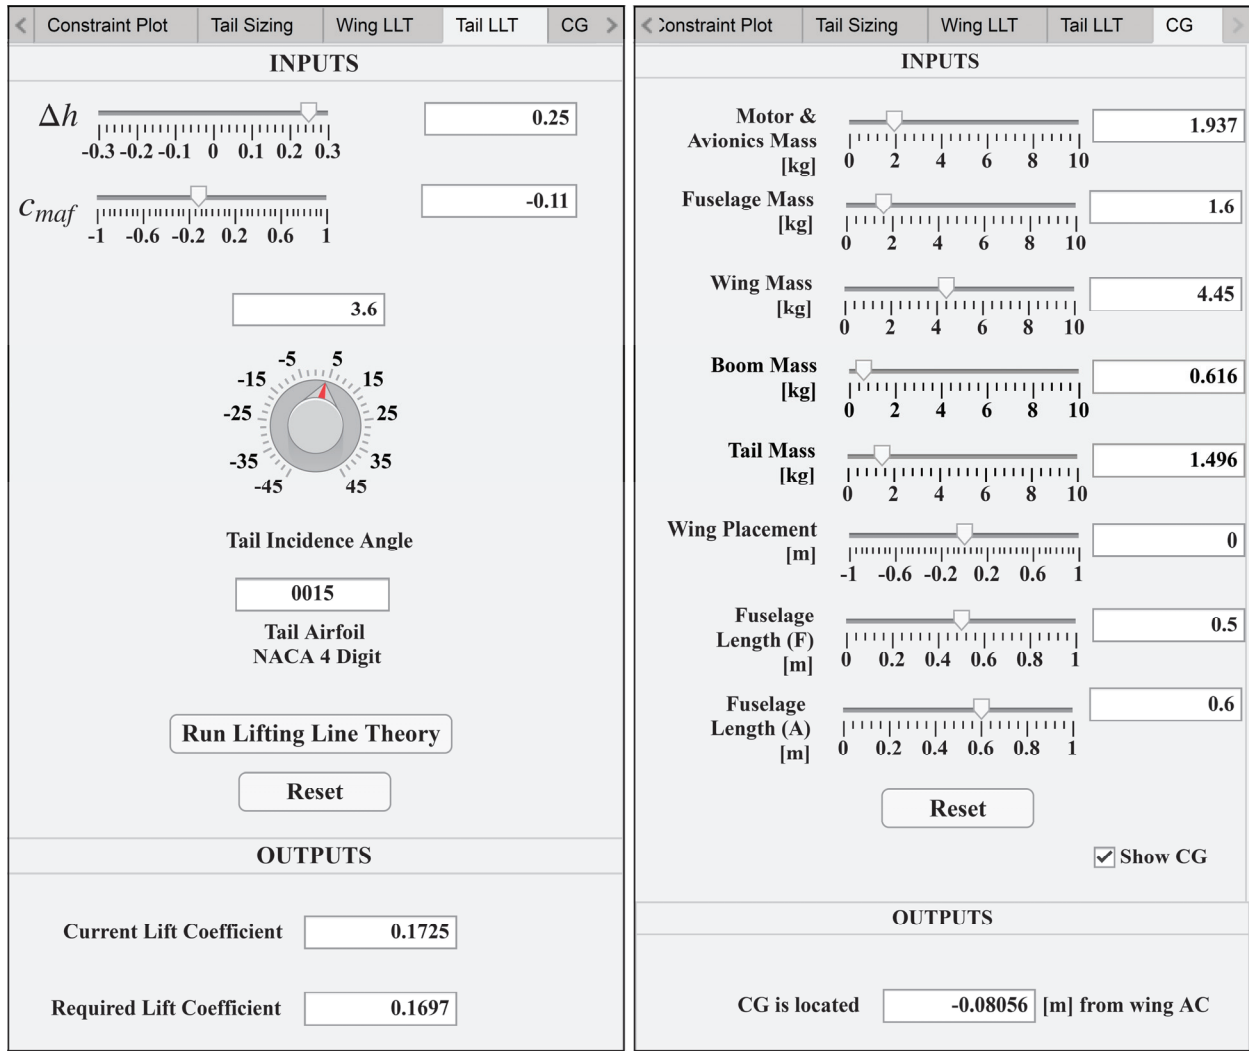 Constraint Plot Tail Sizing Wing LLT Tail LLT CG
INPUTS
Δh
0.25
-0.3 -0.2 -0.1 0 0.1 0.2 0.3
c_maf
-0.11
-1 -0.6 -0.2 0.2 0.6 1
3.6
-5 5
-15 15
-25 25
-35 35
-45 45
Tail Incidence Angle
0015
Tail Airfoil
NACA 4 Digit
Run Lifting Line Theory
Reset
OUTPUTS
Current Lift Coefficient 0.1725
Required Lift Coefficient 0.1697
onstraint Plot Tail Sizing Wing LLT Tail LLT CG
INPUTS
Motor &
Avionics Mass
[kg]
0 2 4 6 8 10
1.937
Fuselage Mass
[kg]
0 2 4 6 8 10
1.6
Wing Mass
[kg]
0 2 4 6 8 10
4.45
Boom Mass
[kg]
0 2 4 6 8 10
0.616
Tail Mass
[kg]
0 2 4 6 8 10
1.496
Wing Placement
[m]
-1 -0.6 -0.2 0.2 0.6 1
0
Fuselage
Length (F)
[m]
0 0.2 0.4 0.6 0.8 1
0.5
Fuselage
Length (A)
[m]
0 0.2 0.4 0.6 0.8 1
0.6
Reset
Show CG
OUTPUTS
CG is located -0.08056 [m] from wing AC